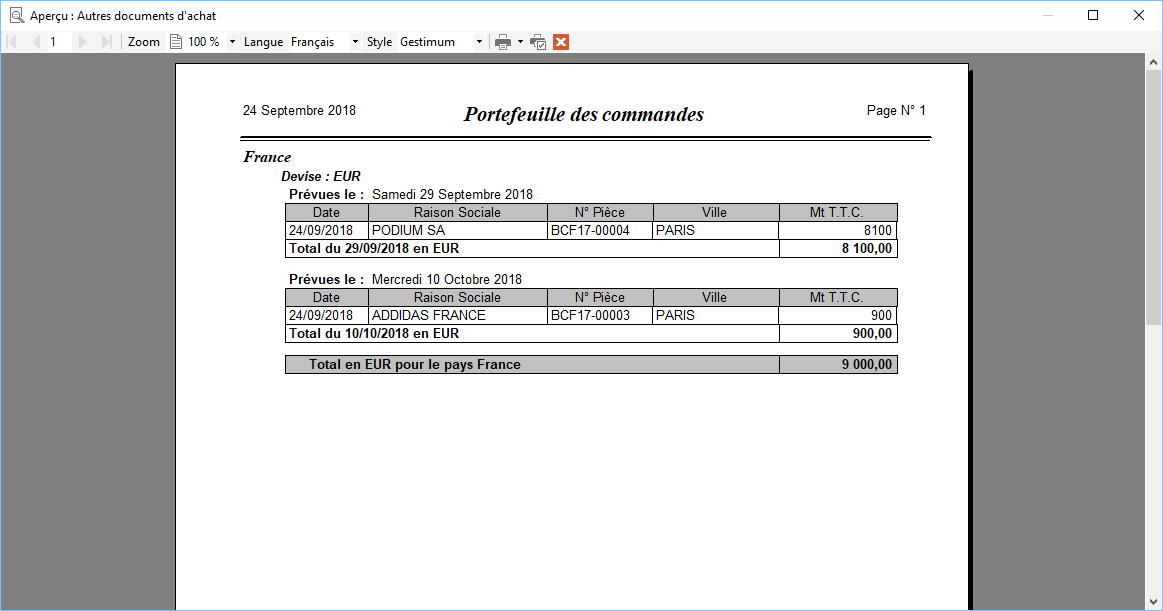 Aperçu : Autres documents d'achat
1 Zoom 100 % Langue Français Style Gestimum
24 Septembre 2018 Portefeuille des commandes Page N° 1
France
Devise : EUR
Prévues le : Samedi 29 Septembre 2018
Date Raison Sociale N° Pièce Ville Mt T.T.C.
24/09/2018 PODIUM SA BCF17-00004 PARIS 8100
Total du 29/09/2018 en EUR 8 100,00
Prévues le : Mercredi 10 Octobre 2018
Date Raison Sociale N° Pièce Ville Mt T.T.C.
24/09/2018 ADDIDAS FRANCE BCF17-00003 PARIS 900
Total du 10/10/2018 en EUR 900,00
Total en EUR pour le pays France 9 000,00